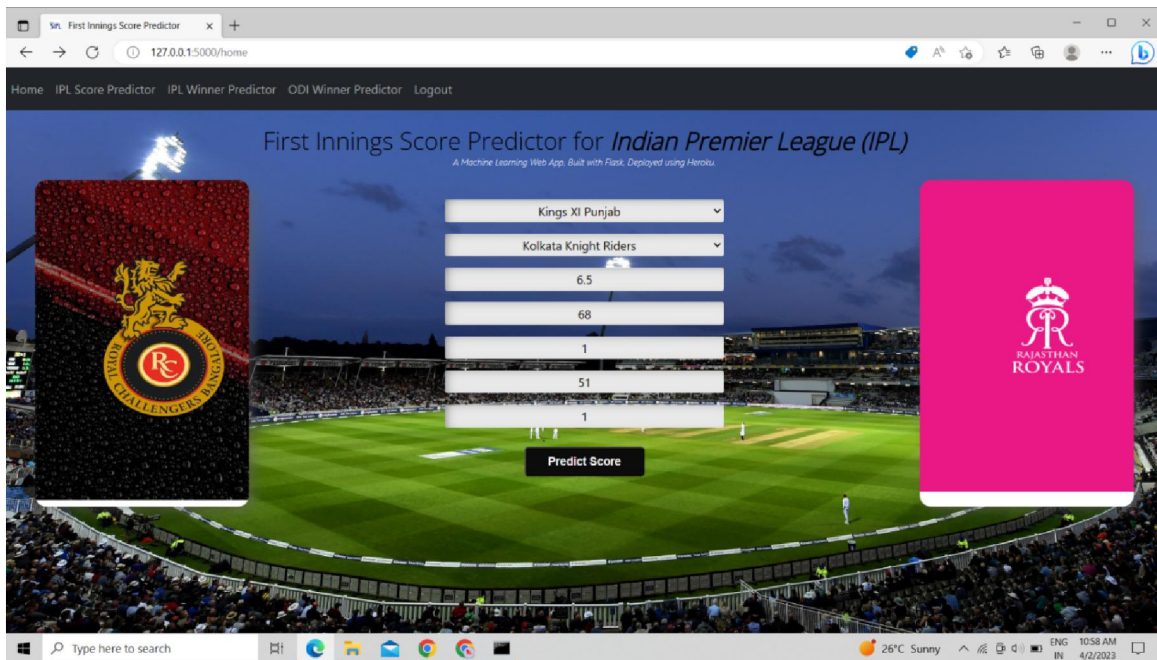 First Innings Score Predictor
127.0.0.1:5000/home
Home IPL Score Predictor IPL Winner Predictor ODI Winner Predictor Logout
First Innings Score Predictor for Indian Premier League (IPL)
A Machine Learning Web App, Built with Flask, Deployed using Heroku.
Kings XI Punjab
Kolkata Knight Riders
6.5
68
1
51
1
Predict Score
ROYAL CHALLENGERS BANGALORE
RC
RR
RAJASTHAN
ROYALS
Type here to search
26°C Sunny
ENG
IN
10:58 AM
4/2/2023